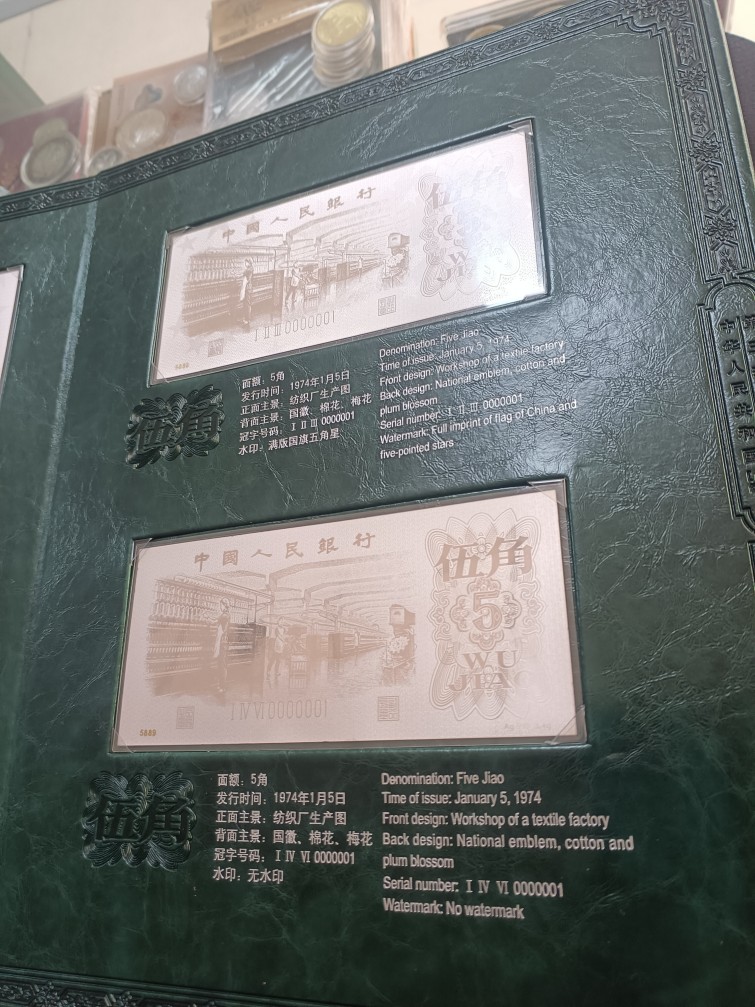 中國人民銀行
伍角
ⅠⅡⅢ0000001
5689
伍角
面额：5角
发行时间：1974年1月5日
正面主景：纺织厂生产图
背面主景：国徽、棉花、梅花
冠字号码：ⅠⅡⅢ 0000001
水印：满版国旗五角星
Denomination: Five Jiao
Time of issue: January 5, 1974
Front design: Workshop of a textile factory
Back design: National emblem, cotton and
plum blossom
Serial number: Ⅰ Ⅱ Ⅲ 0000001
Watermark: Full imprint of flag of China and
five-pointed stars
中國人民銀行
伍角
5
WU
JIAO
ⅠⅣⅥ0000001
5689
伍角
面额：5角
发行时间：1974年1月5日
正面主景：纺织厂生产图
背面主景：国徽、棉花、梅花
冠字号码：Ⅰ Ⅳ Ⅵ 0000001
水印：无水印
Denomination: Five Jiao
Time of issue: January 5, 1974
Front design: Workshop of a textile factory
Back design: National emblem, cotton and
plum blossom
Serial number: Ⅰ Ⅳ Ⅵ 0000001
Watermark: No watermark
中华人民